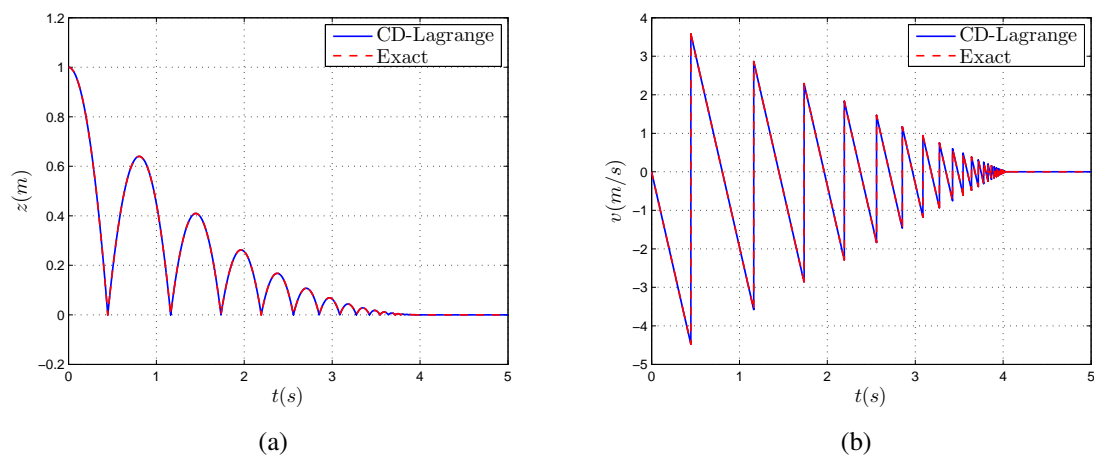 1.2
1
0.8
0.6
0.4
0.2
0
−0.2
0 1 2 3 4 5
z(m)
t(s)
CD-Lagrange
Exact
(a)
4
3
2
1
0
−1
−2
−3
−4
−5
0 1 2 3 4 5
v(m/s)
t(s)
CD-Lagrange
Exact
(b)